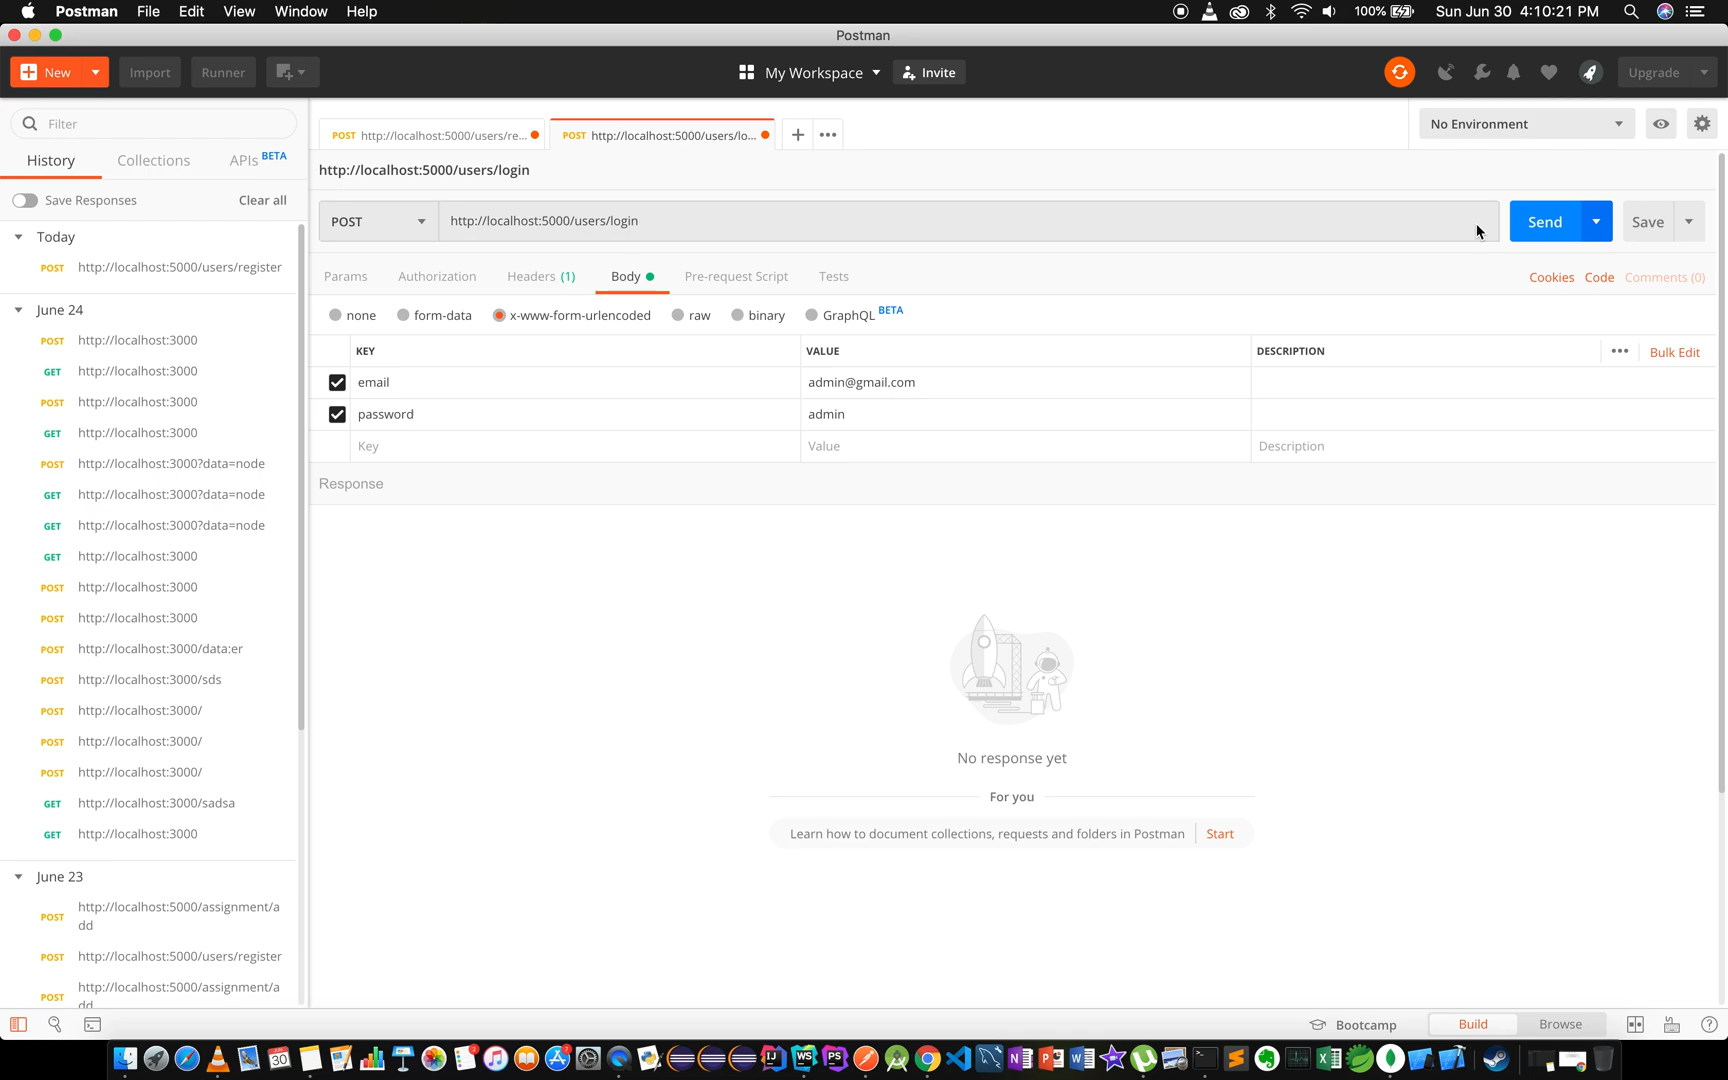 Postman File Edit View Window Help 100% Sun Jun 30 4:10:21 PM
Postman
New Import Runner My Workspace Invite Upgrade
Filter
History Collections APIs BETA
Save Responses Clear all
Today
POST http://localhost:5000/users/register
June 24
POST http://localhost:3000
GET http://localhost:3000
POST http://localhost:3000
GET http://localhost:3000
POST http://localhost:3000?data=node
GET http://localhost:3000?data=node
GET http://localhost:3000?data=node
GET http://localhost:3000
POST http://localhost:3000
POST http://localhost:3000
POST http://localhost:3000/data:er
POST http://localhost:3000/sds
POST http://localhost:3000/
POST http://localhost:3000/
POST http://localhost:3000/
GET http://localhost:3000/sadsa
GET http://localhost:3000
June 23
POST http://localhost:5000/assignment/a
dd
POST http://localhost:5000/users/register
POST http://localhost:5000/assignment/a
dd
POST http://localhost:5000/users/re... POST http://localhost:5000/users/lo... No Environment
http://localhost:5000/users/login
POST http://localhost:5000/users/login Send Save
Params Authorization Headers (1) Body Pre-request Script Tests Cookies Code Comments (0)
none form-data x-www-form-urlencoded raw binary GraphQL BETA
KEY VALUE DESCRIPTION Bulk Edit
email admin@gmail.com
password admin
Key Value Description
Response
No response yet
For you
Learn how to document collections, requests and folders in Postman Start
Bootcamp Build Browse